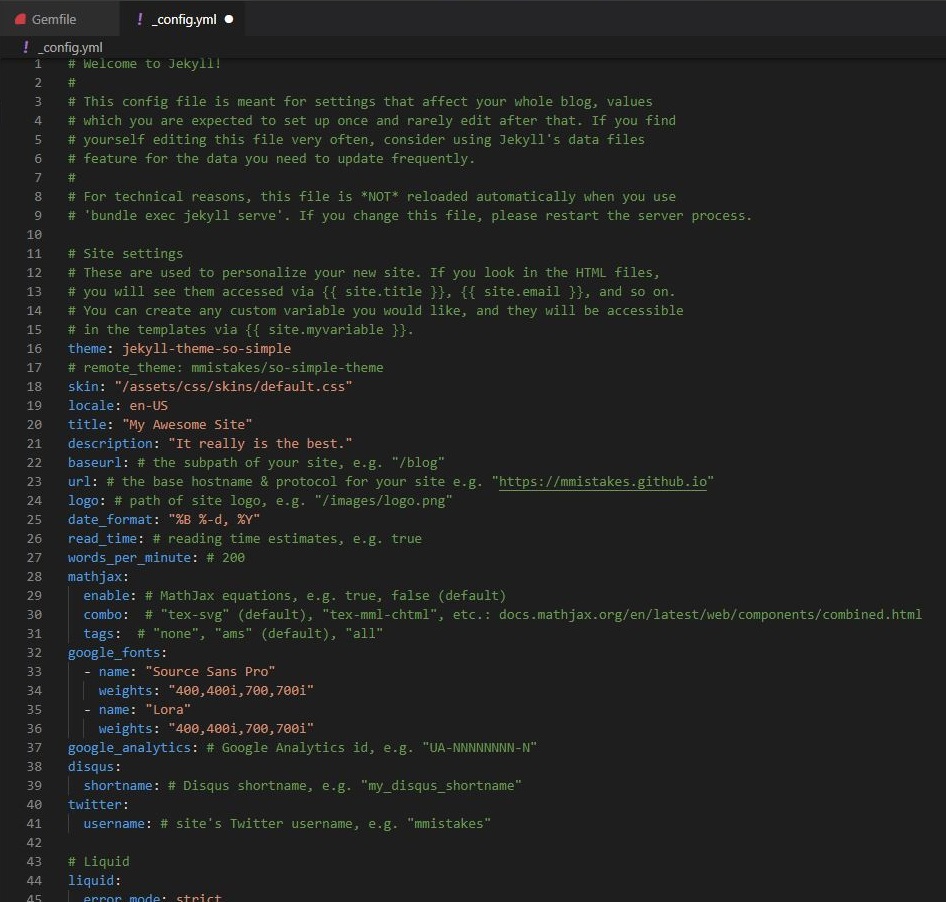 Gemfile
! _config.yml ●
! _config.yml
1 # Welcome to Jekyll!
2 #
3 # This config file is meant for settings that affect your whole blog, values
4 # which you are expected to set up once and rarely edit after that. If you find
5 # yourself editing this file very often, consider using Jekyll's data files
6 # feature for the data you need to update frequently.
7 #
8 # For technical reasons, this file is *NOT* reloaded automatically when you use
9 # 'bundle exec jekyll serve'. If you change this file, please restart the server process.
10
11 # Site settings
12 # These are used to personalize your new site. If you look in the HTML files,
13 # you will see them accessed via {{ site.title }}, {{ site.email }}, and so on.
14 # You can create any custom variable you would like, and they will be accessible
15 # in the templates via {{ site.myvariable }}.
16 theme: jekyll-theme-so-simple
17 # remote_theme: mmistakes/so-simple-theme
18 skin: "/assets/css/skins/default.css"
19 locale: en-US
20 title: "My Awesome Site"
21 description: "It really is the best."
22 baseurl: # the subpath of your site, e.g. "/blog"
23 url: # the base hostname & protocol for your site e.g. "https://mmistakes.github.io"
24 logo: # path of site logo, e.g. "/images/logo.png"
25 date_format: "%B %-d, %Y"
26 read_time: # reading time estimates, e.g. true
27 words_per_minute: # 200
28 mathjax:
29   enable: # MathJax equations, e.g. true, false (default)
30   combo:  # "tex-svg" (default), "tex-mml-chtml", etc.: docs.mathjax.org/en/latest/web/components/combined.html
31   tags:  # "none", "ams" (default), "all"
32 google_fonts:
33   - name: "Source Sans Pro"
34     weights: "400,400i,700,700i"
35   - name: "Lora"
36     weights: "400,400i,700,700i"
37 google_analytics: # Google Analytics id, e.g. "UA-NNNNNNNN-N"
38 disqus:
39   shortname: # Disqus shortname, e.g. "my_disqus_shortname"
40 twitter:
41   username: # site's Twitter username, e.g. "mmistakes"
42
43 # Liquid
44 liquid:
45   error_mode: strict